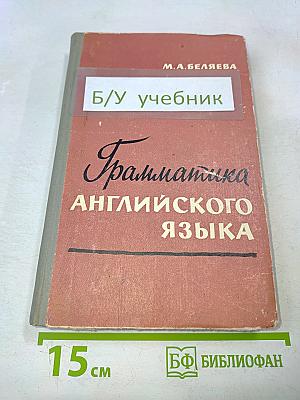 М.А.БЕЛЯЕВА
Б/У учебник
Грамматика
АНГЛИЙСКОГО
ЯЗЫКА
15 см
БФ БИБЛИОФАН